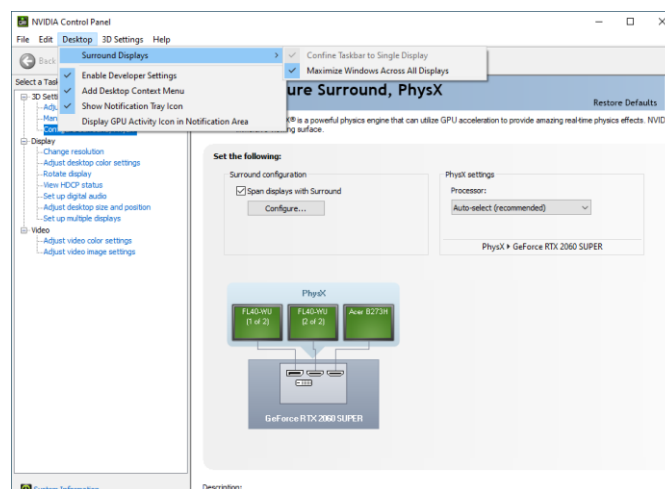 NVIDIA Control Panel
File Edit Desktop 3D Settings Help
Back
Surround Displays
Confine Taskbar to Single Display
Maximize Windows Across All Displays
Enable Developer Settings
Add Desktop Context Menu
Show Notification Tray Icon
Display GPU Activity Icon in Notification Area
Select a Task
3D Setti
Adju
Man
Con
Display
Change resolution
Adjust desktop color settings
Rotate display
View HDCP status
Set up digital audio
Adjust desktop size and position
Set up multiple displays
Video
Adjust video color settings
Adjust video image settings
System Information
ure Surround, PhysX
Restore Defaults
X® is a powerful physics engine that can utilize GPU acceleration to provide amazing real-time physics effects. NVID
viewing surface.
Set the following:
Surround configuration
Span displays with Surround
Configure...
PhysX settings
Processor:
Auto-select (recommended)
PhysX GeForce RTX 2060 SUPER
PhysX
FL40-WU
(1 of 2)
FL40-WU
(2 of 2)
Acer B273H
GeForce RTX 2060 SUPER
Description: